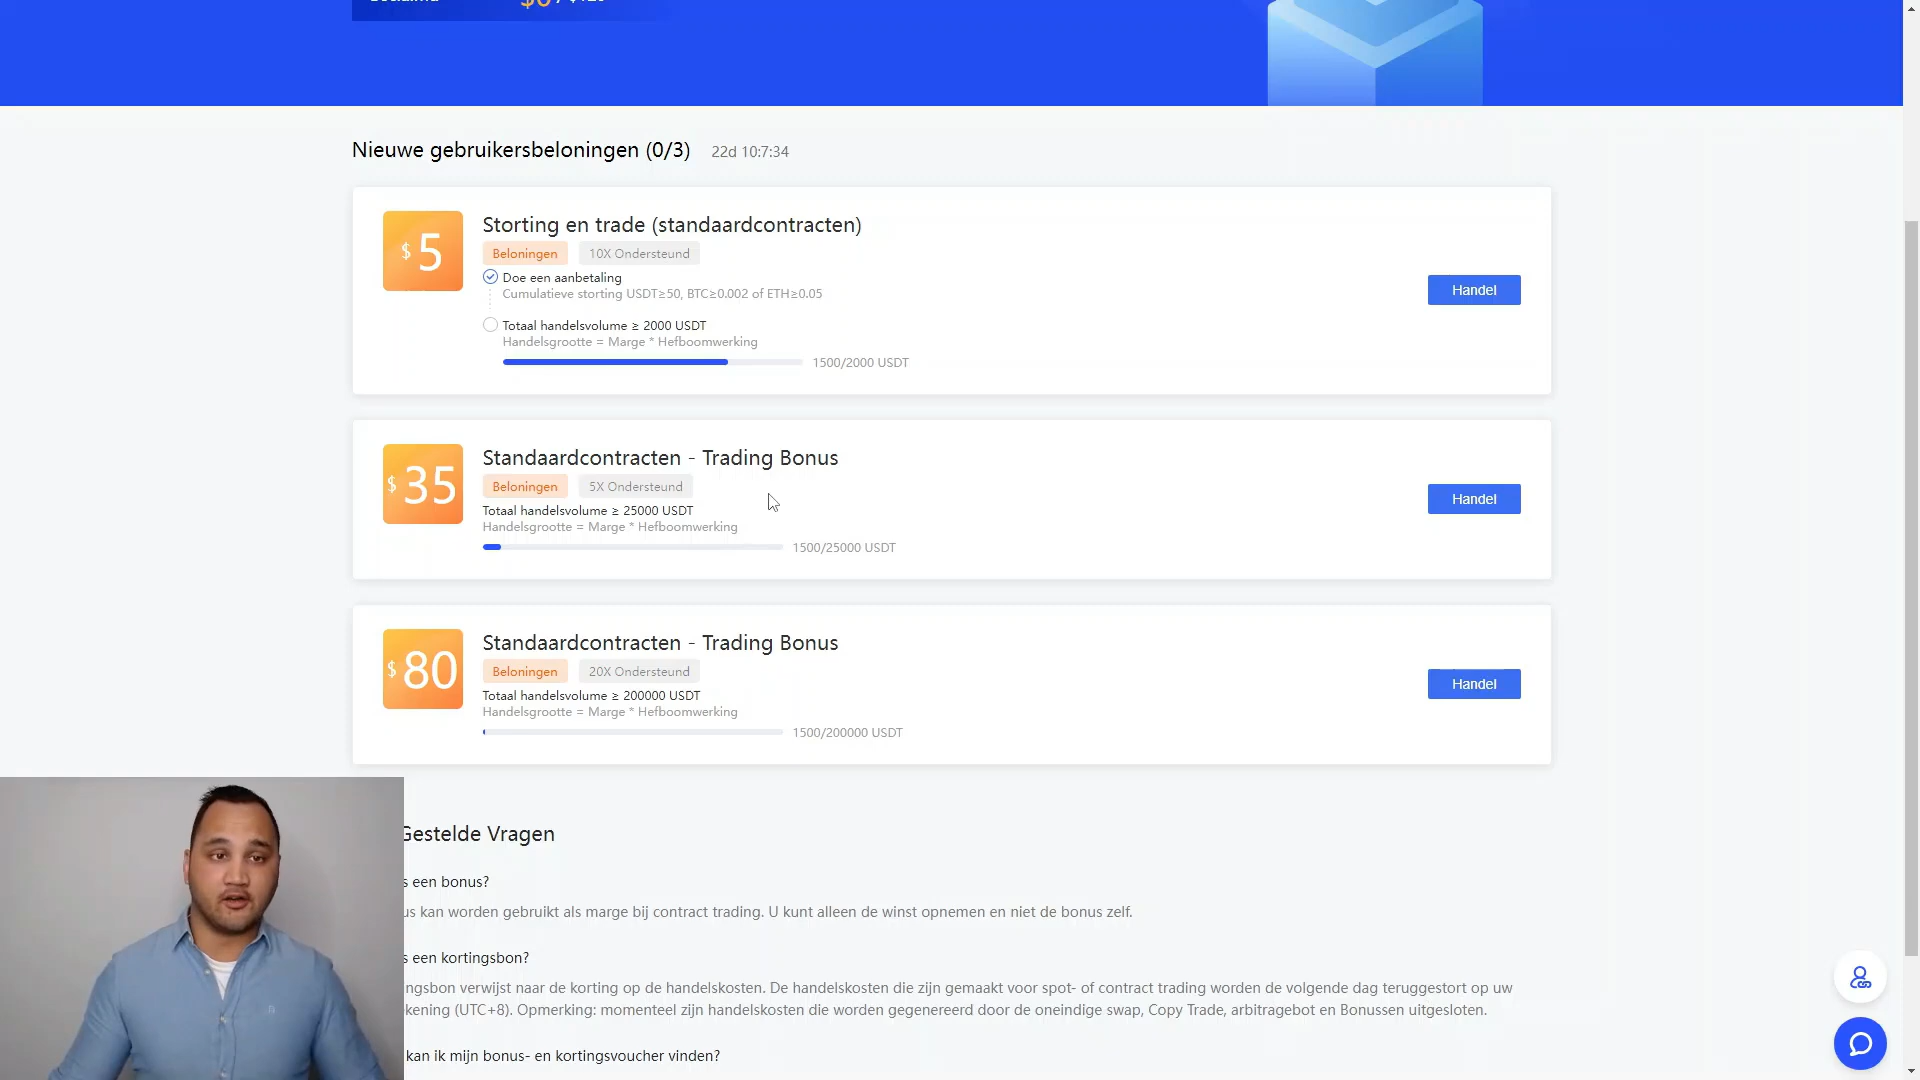 Nieuwe gebruikersbeloningen (0/3) 22d 10:7:34
$5
Storting en trade (standaardcontracten)
Beloningen 10X Ondersteund
Doe een aanbetaling
Cumulatieve storting USDT≥50, BTC≥0.002 of ETH≥0.05
Handel
Totaal handelsvolume ≥ 2000 USDT
Handelsgrootte = Marge * Hefboomwerking
1500/2000 USDT
$35
Standaardcontracten - Trading Bonus
Beloningen 5X Ondersteund
Handel
Totaal handelsvolume ≥ 25000 USDT
Handelsgrootte = Marge * Hefboomwerking
1500/25000 USDT
$80
Standaardcontracten - Trading Bonus
Beloningen 20X Ondersteund
Handel
Totaal handelsvolume ≥ 200000 USDT
Handelsgrootte = Marge * Hefboomwerking
1500/200000 USDT
Gestelde Vragen
s een bonus?
us kan worden gebruikt als marge bij contract trading. U kunt alleen de winst opnemen en niet de bonus zelf.
s een kortingsbon?
ngsbon verwijst naar de korting op de handelskosten. De handelskosten die zijn gemaakt voor spot- of contract trading worden de volgende dag teruggestort op uw
ekening (UTC+8). Opmerking: momenteel zijn handelskosten die worden gegenereerd door de oneindige swap, Copy Trade, arbitragebot en Bonussen uitgesloten.
kan ik mijn bonus- en kortingsvoucher vinden?